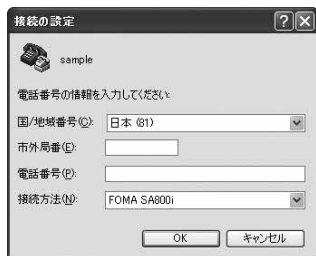 接続の設定
sample
電話番号の情報を入力してください:
国/地域番号(C): 日本 (81)
市外局番(E):
電話番号(P):
接続方法(N): FOMA SA800i
OK キャンセル